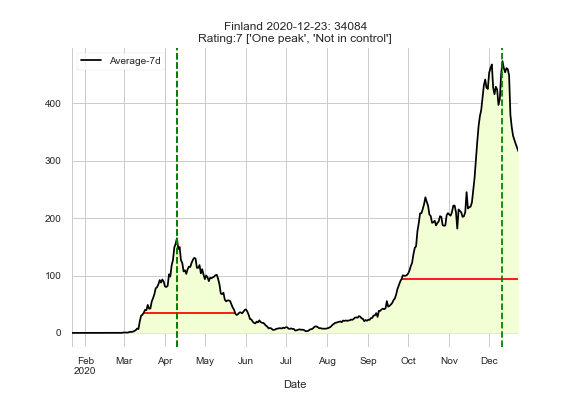 Finland 2020-12-23: 34084
Rating:7 ['One peak', 'Not in control']
Average-7d
400
300
200
100
0
Feb Mar Apr May Jun Jul Aug Sep Oct Nov Dec
2020
Date